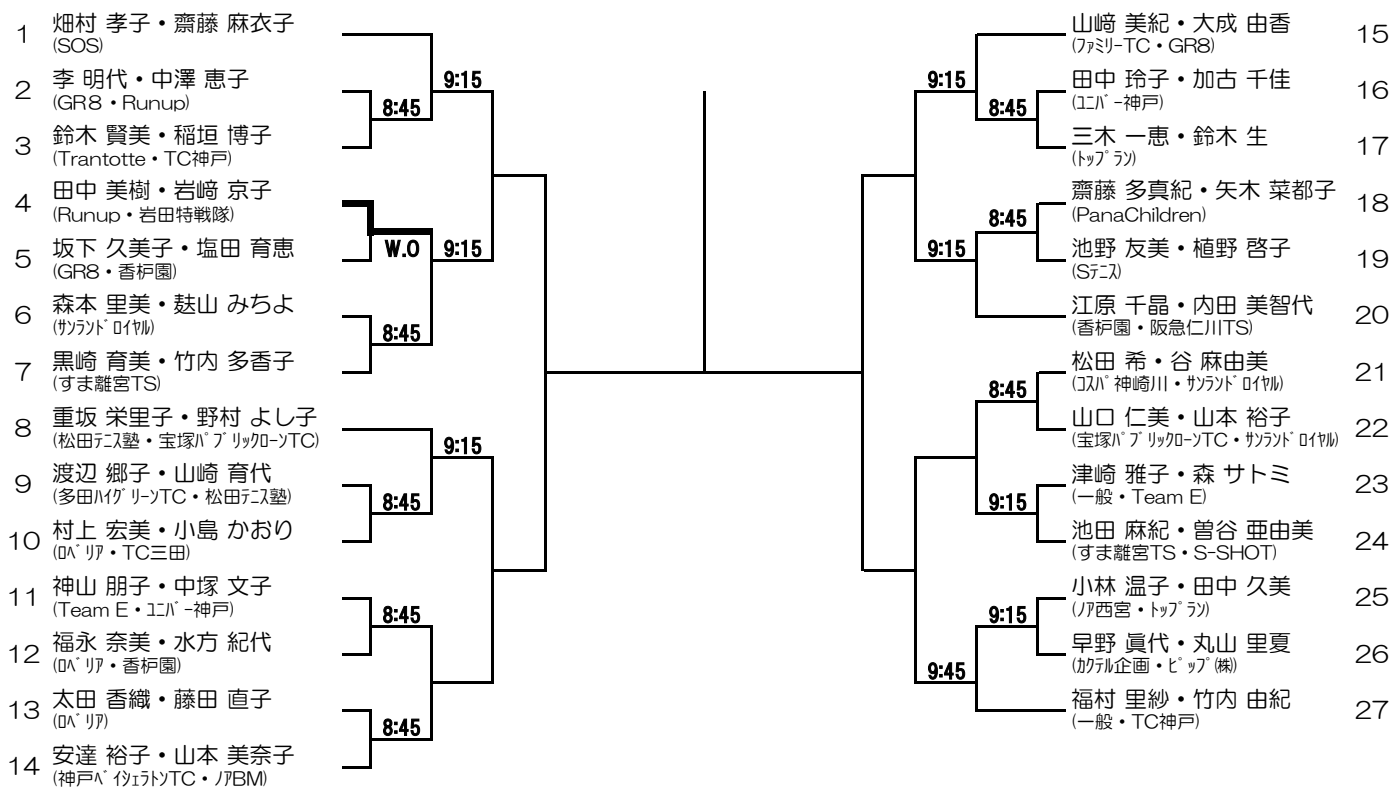 1 畑村 孝子・齋藤 麻衣子
(SOS)
2 李 明代・中澤 恵子
(GR8・Runup)
3 鈴木 賢美・稲垣 博子
(Trantotte・TC神戸)
4 田中 美樹・岩﨑 京子
(Runup・岩田特戦隊)
5 坂下 久美子・塩田 育恵
(GR8・香枦園)
6 森本 里美・麸山 みちよ
(ｻﾝﾗﾝﾄﾞﾛｲﾔﾙ)
7 黒崎 育美・竹内 多香子
(すま離宮TS)
8 重坂 栄里子・野村 よし子
(松田ﾃﾆｽ塾・宝塚ﾊﾟﾌﾞﾘｯｸﾛｰﾝTC)
9 渡辺 郷子・山崎 育代
(多田ﾊｲｸﾞﾘｰﾝTC・松田ﾃﾆｽ塾)
10 村上 宏美・小島 かおり
(ﾛﾍﾞﾘｱ・TC三田)
11 神山 朋子・中塚 文子
(Team E・ﾕﾆﾊﾞｰ神戸)
12 福永 奈美・水方 紀代
(ﾛﾍﾞﾘｱ・香枦園)
13 太田 香織・藤田 直子
(ﾛﾍﾞﾘｱ)
14 安達 裕子・山本 美奈子
(神戸ﾍﾞｲｼｪﾗﾄﾝTC・ﾉｱBM)
9:15
8:45
W.O
9:15
8:45
9:15
8:45
8:45
8:45
山﨑 美紀・大成 由香 15
(ﾌｧﾐﾘｰTC・GR8)
田中 玲子・加古 千佳 16
(ﾕﾆﾊﾞｰ神戸)
三木 一恵・鈴木 生 17
(ﾄｯﾌﾟﾗﾝ)
齋藤 多真紀・矢木 菜都子 18
(PanaChildren)
池野 友美・植野 啓子 19
(Sﾃﾆｽ)
江原 千晶・内田 美智代 20
(香枦園・阪急仁川TS)
松田 希・谷 麻由美 21
(ｺｽﾊﾟ神崎川・ｻﾝﾗﾝﾄﾞﾛｲﾔﾙ)
山口 仁美・山本 裕子 22
(宝塚ﾊﾟﾌﾞﾘｯｸﾛｰﾝTC・ｻﾝﾗﾝﾄﾞﾛｲﾔﾙ)
津崎 雅子・森 サトミ 23
(一般・Team E)
池田 麻紀・曽谷 亜由美 24
(すま離宮TS・S-SHOT)
小林 温子・田中 久美 25
(ﾉｱ西宮・ﾄｯﾌﾟﾗﾝ)
早野 眞代・丸山 里夏 26
(ｶｸﾃﾙ企画・ﾋﾟｯﾌﾟ㈱)
福村 里紗・竹内 由紀 27
(一般・TC神戸)
9:15
8:45
8:45
9:15
8:45
9:15
9:15
9:45